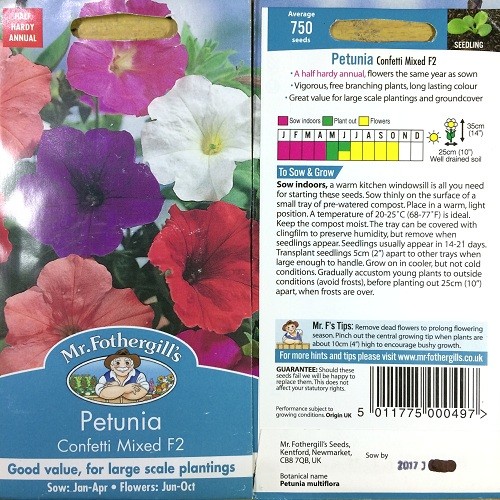 HALF
HARDY
ANNUAL
Mr. Fothergill's
Petunia
Confetti Mixed F2
Good value, for large scale plantings
Sow: Jan-Apr • Flowers: Jun-Oct
Average
750
seeds
SEEDLING
Petunia Confetti Mixed F2
• A half hardy annual, flowers the same year as sown
• Vigorous, free branching plants, long lasting colour
• Great value for large scale plantings and groundcover
Sow indoors Plant out Flowers
J F M A M J J A S O N D
35cm
(14")
25cm (10")
Well drained soil
To Sow & Grow
Sow indoors, a warm kitchen windowsill is all you need
for starting these seeds. Sow thinly on the surface of a
small tray of pre-watered compost. Place in a warm, light
position. A temperature of 20-25˚C (68-77˚F) is ideal.
Keep the compost moist. The tray can be covered with
clingfilm to preserve humidity, but remove when
seedlings appear. Seedlings usually appear in 14-21 days.
Transplant seedlings 5cm (2") apart to other trays when
large enough to handle. Grow on in cooler, but not cold
conditions. Gradually accustom young plants to outside
conditions (avoid frosts), before planting out 25cm (10")
apart, when frosts are over.
Mr. F's Tips: Remove dead flowers to prolong flowering
season. Pinch out the central growing tip when plants are
about 10cm (4") high to encourage bushy growth.
For more hints and tips please visit www.mr-fothergills.co.uk
GUARANTEE: Should these
seeds fail we will be happy to
replace them. This does not
affect your statutory rights.
Performance subject to
growing conditions. Origin UK
5 011775 000497 >
Mr. Fothergill's Seeds,
Kentford, Newmarket,
CB8 7QB, UK
Sow by
2017 J
Botanical name
Petunia multiflora